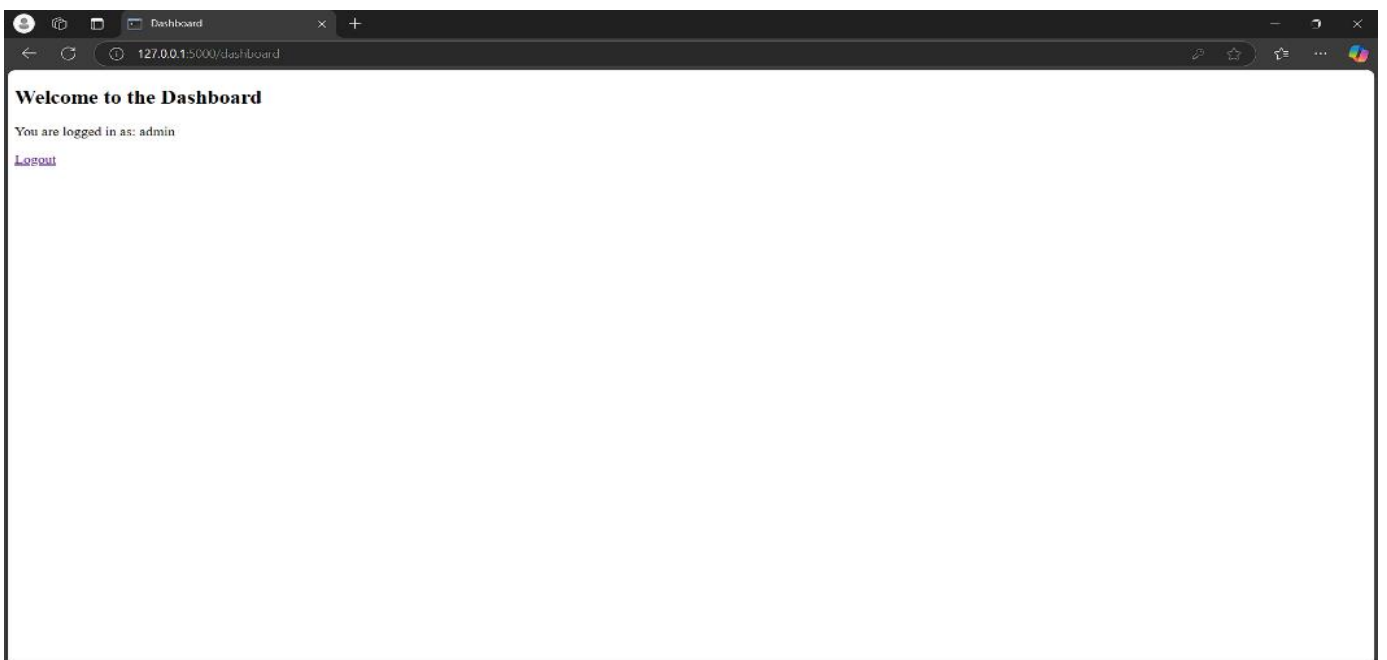 Dashboard
127.0.0.1:5000/dashboard
Welcome to the Dashboard
You are logged in as: admin
Logout